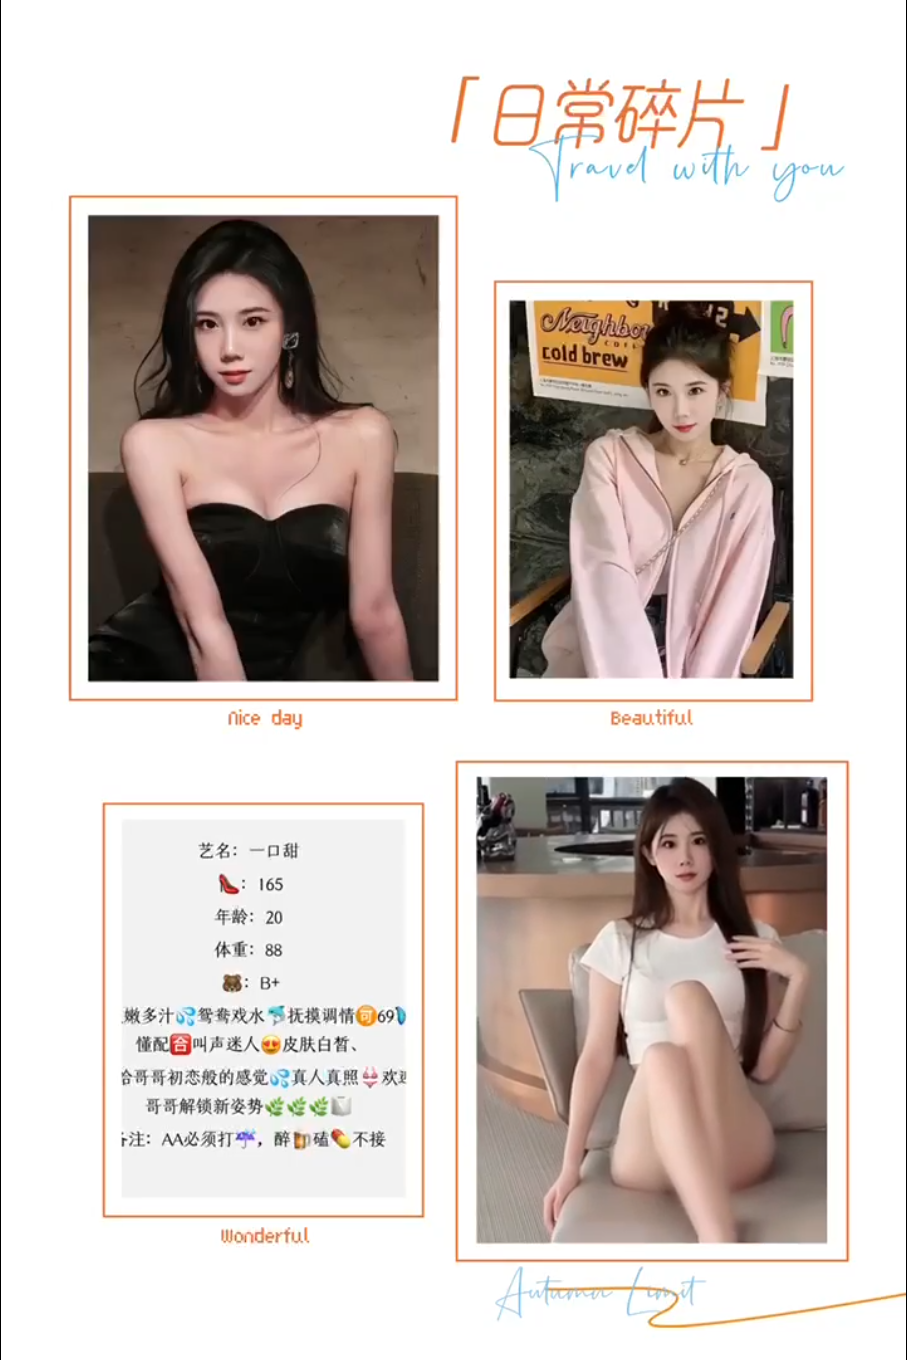 「日常碎片」
Travel with you
Neighbor
cold brew
Nice day
Beautiful
艺名：一口甜
👠：165
年龄：20
体重：88
🐻：B+
嫩多汁💦鸳鸯戏水🐬抚摸调情🉑69
懂配🈴叫声迷人😍皮肤白皙、
给哥哥初恋般的感觉💦真人真照👙欢迎
哥哥解锁新姿势🌿🌿🌿
备注：AA必须打☔，醉🍺磕💊不接
Wonderful
Autumn Limit